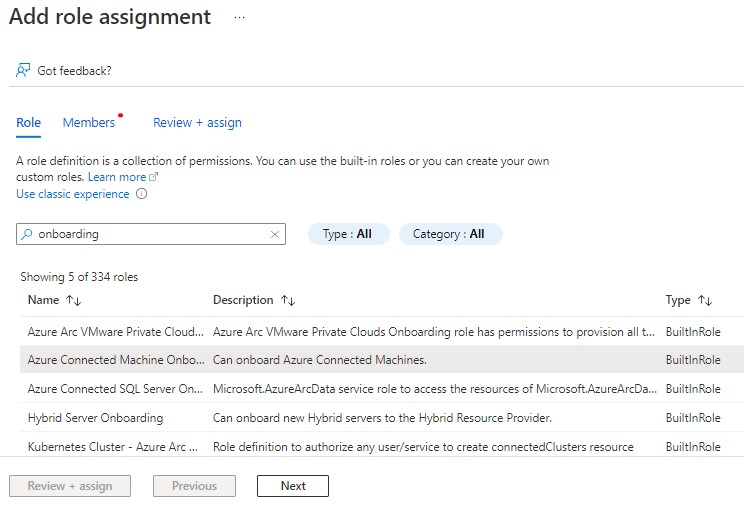 Add role assignment ...
Got feedback?
Role Members Review + assign
A role definition is a collection of permissions. You can use the built-in roles or you can create your own
custom roles. Learn more
Use classic experience
onboarding Type : All Category : All
Showing 5 of 334 roles
Name Description Type
Azure Arc VMware Private Cloud... Azure Arc VMware Private Clouds Onboarding role has permissions to provision all t... BuiltInRole
Azure Connected Machine Onbo... Can onboard Azure Connected Machines. BuiltInRole
Azure Connected SQL Server On... Microsoft.AzureArcData service role to access the resources of Microsoft.AzureArcDa... BuiltInRole
Hybrid Server Onboarding Can onboard new Hybrid servers to the Hybrid Resource Provider. BuiltInRole
Kubernetes Cluster - Azure Arc ... Role definition to authorize any user/service to create connectedClusters resource BuiltInRole
Review + assign Previous Next